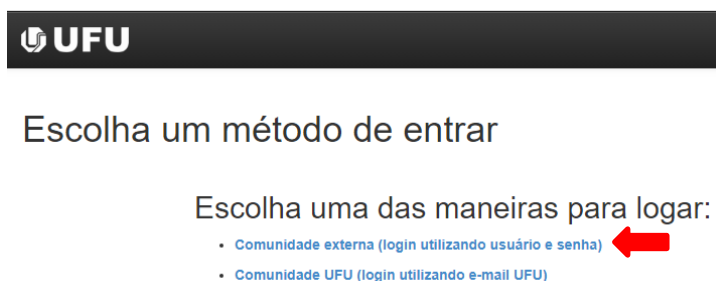 UFU
Escolha um método de entrar
Escolha uma das maneiras para logar:
Comunidade externa (login utilizando usuário e senha)
Comunidade UFU (login utilizando e-mail UFU)